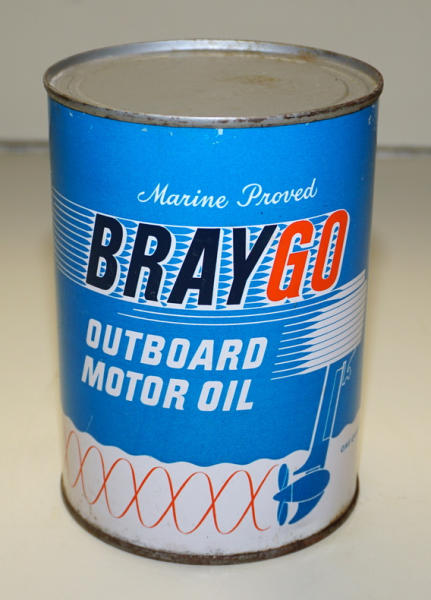 Marine Proved
BRAYGO
OUTBOARD
MOTOR OIL